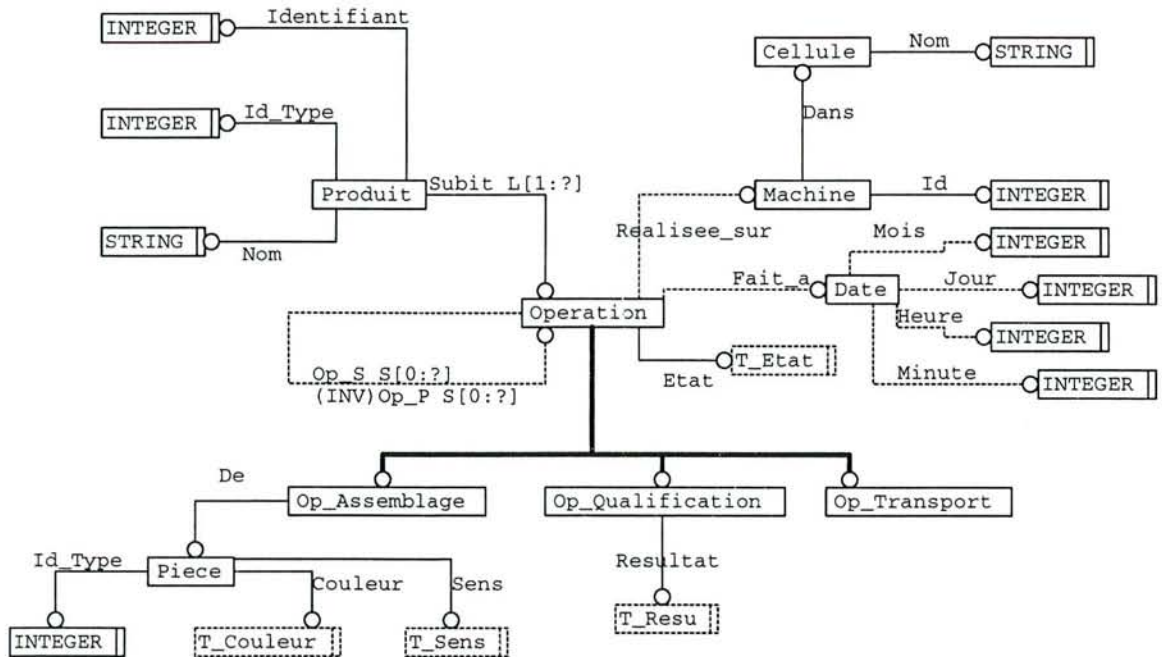 Identifiant
INTEGER
Nom
Cellule
STRING
Id_Type
INTEGER
Dans
Produit
Subit L[1:?]
Machine
Id
INTEGER
STRING
Nom
Realisee_sur
Mois
INTEGER
Fait_a
Date
Jour
INTEGER
Operation
Heure
INTEGER
Op_S S[0:?]
(INV)Op_P S[0:?]
Etat
T_Etat
Minute
INTEGER
De
Op_Assemblage
Op_Qualification
Op_Transport
Id_Type
Piece
Couleur
Sens
Resultat
INTEGER
T_Couleur
T_Sens
T_Resu